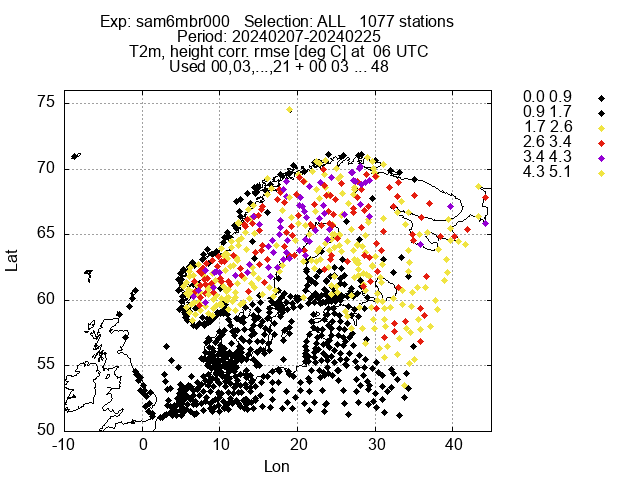 Exp: sam6mbr000   Selection: ALL   1077 stations
Period: 20240207-20240225
T2m, height corr. rmse [deg C] at  06 UTC
Used 00,03,...,21 + 00 03 ... 48
0.0 0.9
0.9 1.7
1.7 2.6
2.6 3.4
3.4 4.3
4.3 5.1
75
70
65
60
55
50
Lat
-10 0 10 20 30 40
Lon